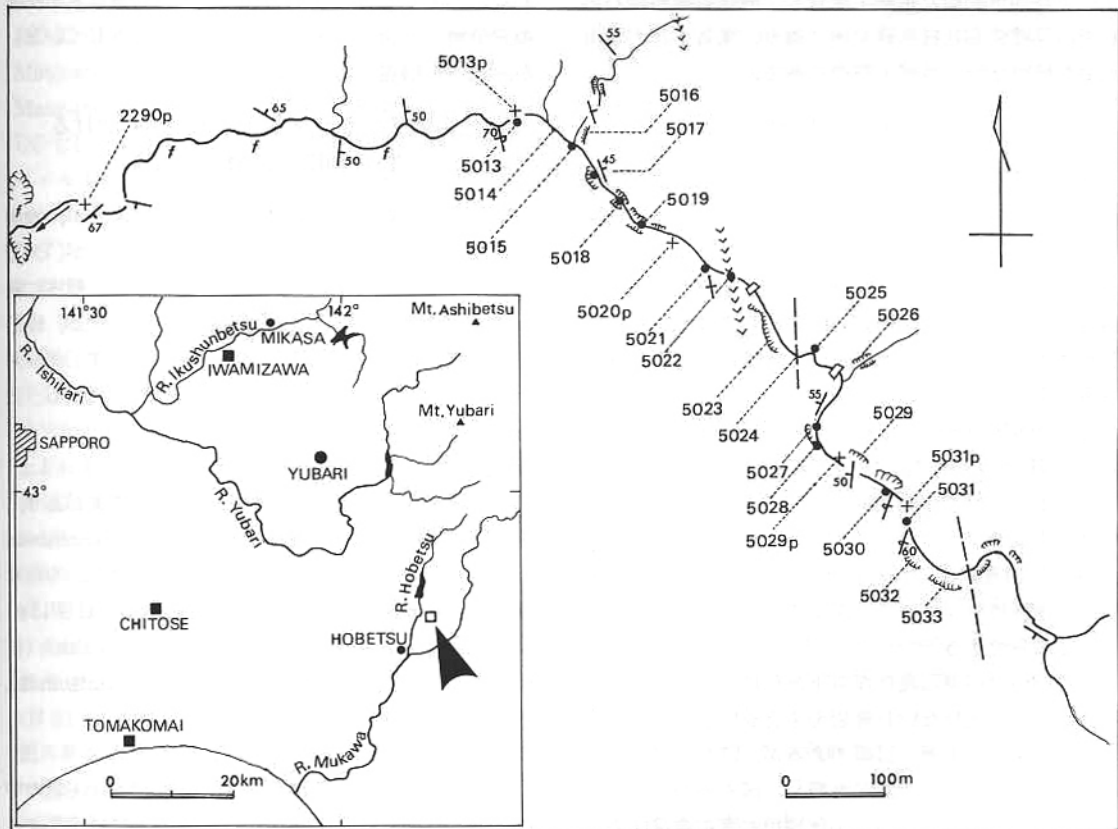 55
5013p
5016
2290p
65
50
5017
f
f
f
50
70
45
5013
5014
5019
f
67
5015
5018
141°30
142°
Mt. Ashibetsu
R. Ikushunbetsu
MIKASA
IWAMIZAWA
R. Ishikari
5020p
5021
5022
5025
5026
Mt. Yubari
SAPPORO
YUBARI
5023
5024
55
5029
5027
5031p
50
43°
R. Yubari
5028
5031
5029p
5030
60
R. Hobetsu
5032
5033
CHITOSE
HOBETSU
TOMAKOMAI
R. Mukawa
0 20km
0 100m